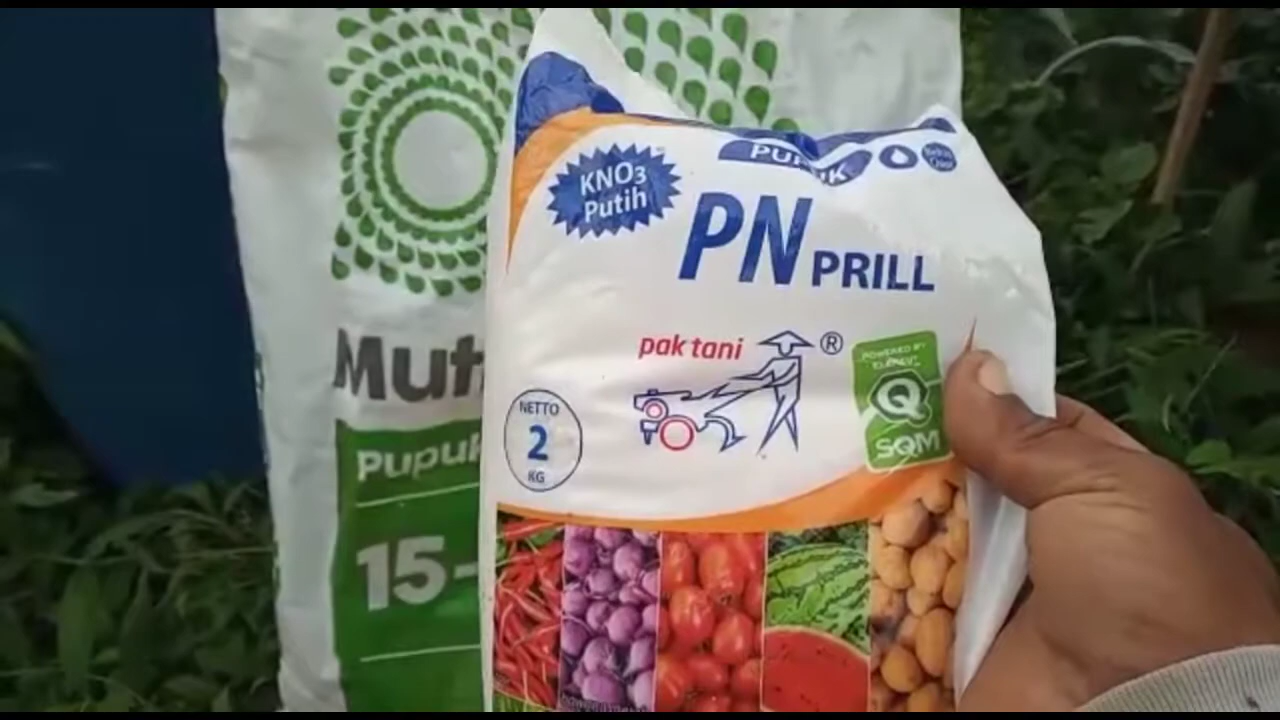 KNO3
Putih
PUPUK
PN PRILL
pak tani ®
POWERED BY
Q
SQM
NETTO
2
KG
Mut
Pupuk
15-